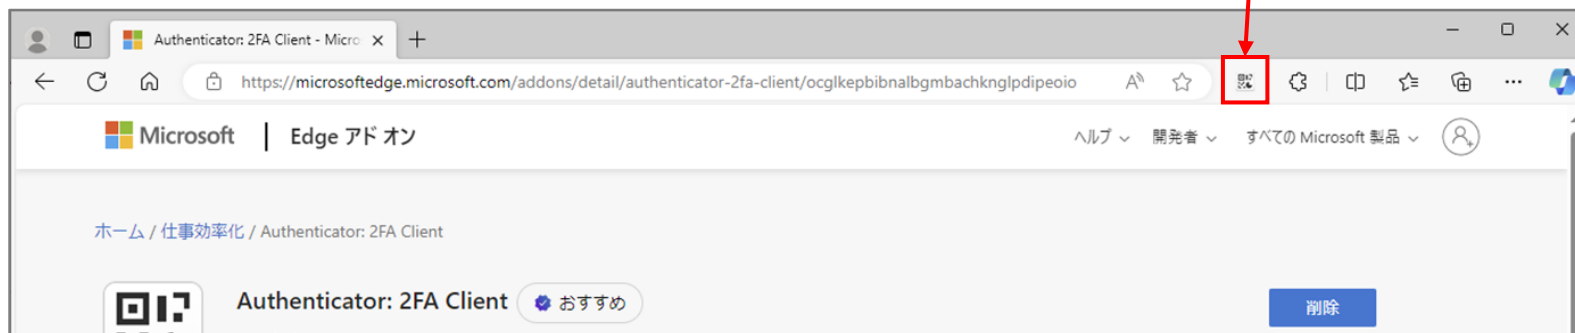 Authenticator: 2FA Client - Micro
https://microsoftedge.microsoft.com/addons/detail/authenticator-2fa-client/ocglkepbibnalbgmbachknglpdipeoio
Microsoft | Edge アドオン
ヘルプ 開発者 すべての Microsoft 製品
ホーム / 仕事効率化 / Authenticator: 2FA Client
Authenticator: 2FA Client おすすめ
削除